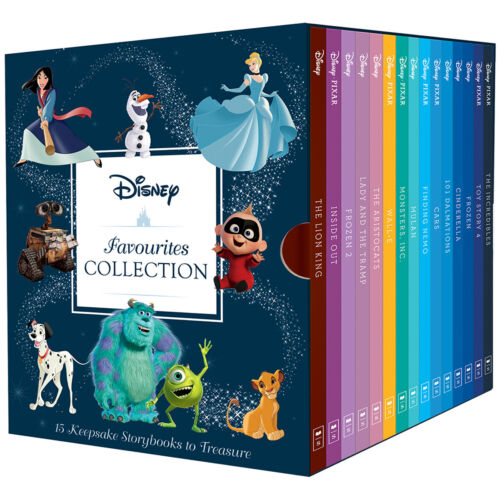 Disney
Favourites
COLLECTION
15 Keepsake Storybooks to Treasure
Disney
THE LION KING
Disney PIXAR
INSIDE OUT
Disney
FROZEN 2
Disney
LADY AND THE TRAMP
Disney
THE ARISTOCATS
Disney PIXAR
WALL·E
Disney PIXAR
MONSTERS, INC.
Disney
MULAN
Disney PIXAR
FINDING NEMO
Disney PIXAR
CARS
Disney
101 DALMATIONS
Disney
CINDERELLA
Disney
FROZEN
Disney PIXAR
TOY STORY 4
Disney PIXAR
THE INCREDIBLES